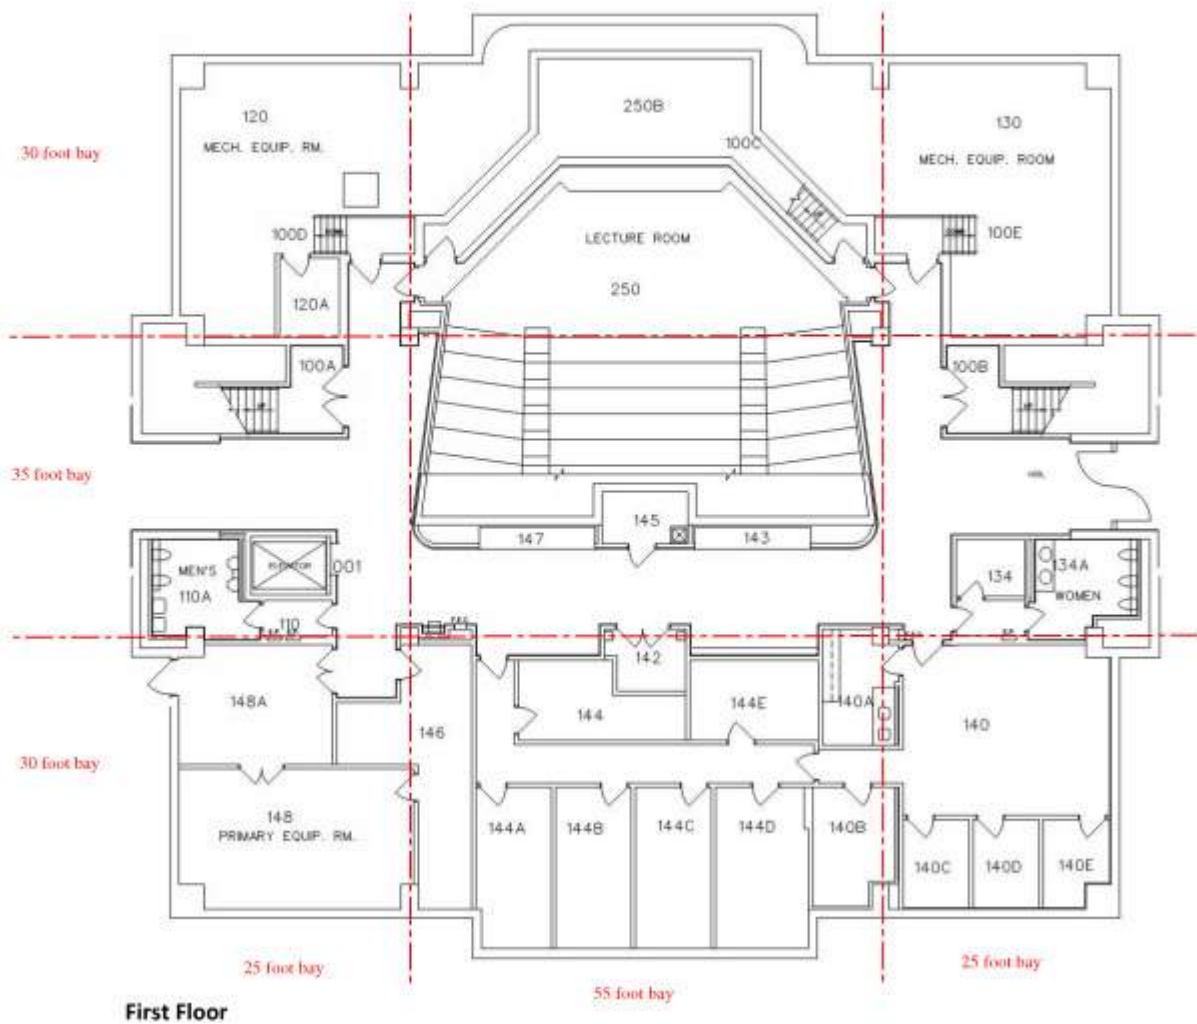 250B
120
130
MECH. EQUIP. RM.
100C
MECH. EQUIP. ROOM
30 foot bay
100D
LECTURE ROOM
100E
250
120A
100A
100B
35 foot bay
145
147
143
MEN'S
ELEVATOR
001
134
134A
110A
WOMEN
110
142
148A
144
144E
140A
140
146
30 foot bay
148
PRIMARY EQUIP. RM.
144A
144B
144C
144D
140B
140C
140D
140E
25 foot bay
25 foot bay
55 foot bay
First Floor